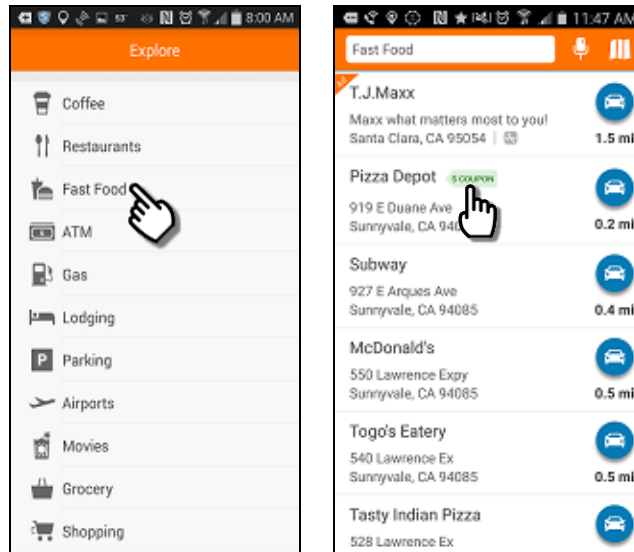 8:00 AM
Explore
Coffee
Restaurants
Fast Food
ATM
Gas
Lodging
P
Parking
Airports
Movies
Grocery
Shopping
11:47 AM
Fast Food
Ad
T.J.Maxx
Maxx what matters most to you!
Santa Clara, CA 95054
1.5 mi
Pizza Depot
$ COUPON
919 E Duane Ave
Sunnyvale, CA
0.2 mi
Subway
927 E Arques Ave
Sunnyvale, CA 94085
0.4 mi
McDonald's
550 Lawrence Expy
Sunnyvale, CA 94085
0.5 mi
Togo's Eatery
540 Lawrence Ex
Sunnyvale, CA 94085
0.5 mi
Tasty Indian Pizza
528 Lawrence Ex